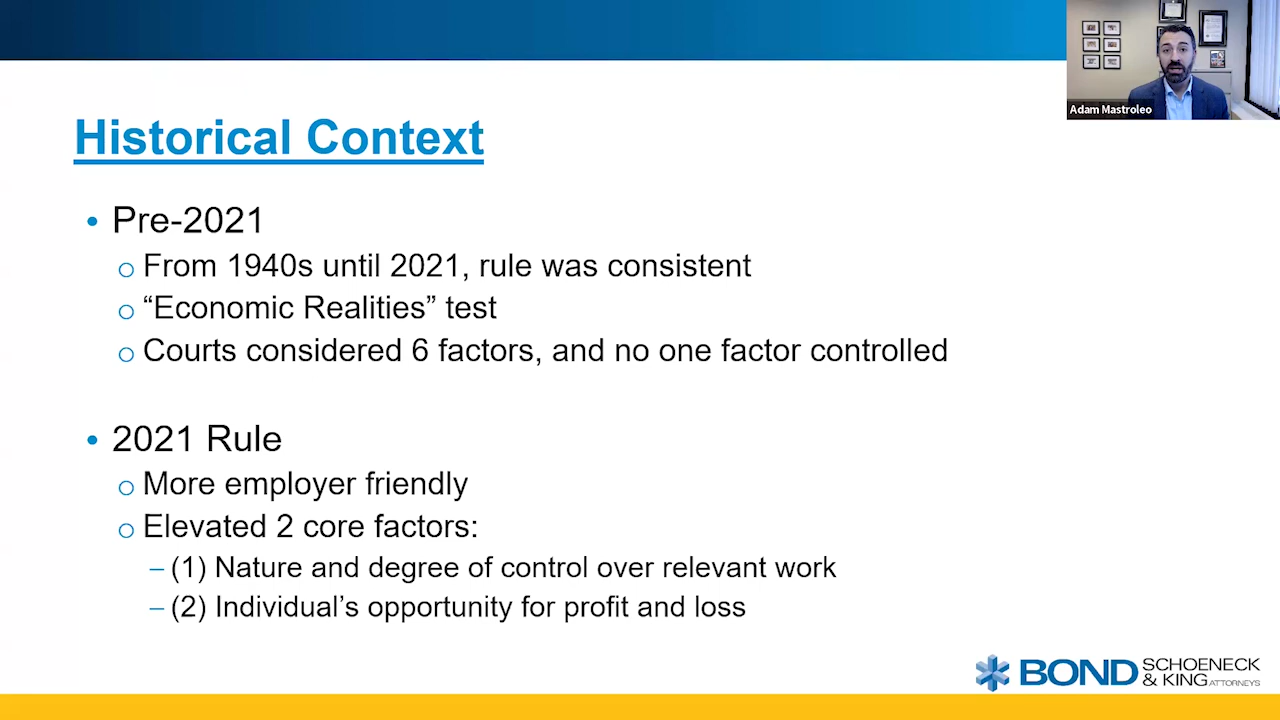 Adam Mastroleo
Historical Context
• Pre-2021
o From 1940s until 2021, rule was consistent
o “Economic Realities” test
o Courts considered 6 factors, and no one factor controlled
• 2021 Rule
o More employer friendly
o Elevated 2 core factors:
– (1) Nature and degree of control over relevant work
– (2) Individual’s opportunity for profit and loss
BOND SCHOENECK
& KING ATTORNEYS